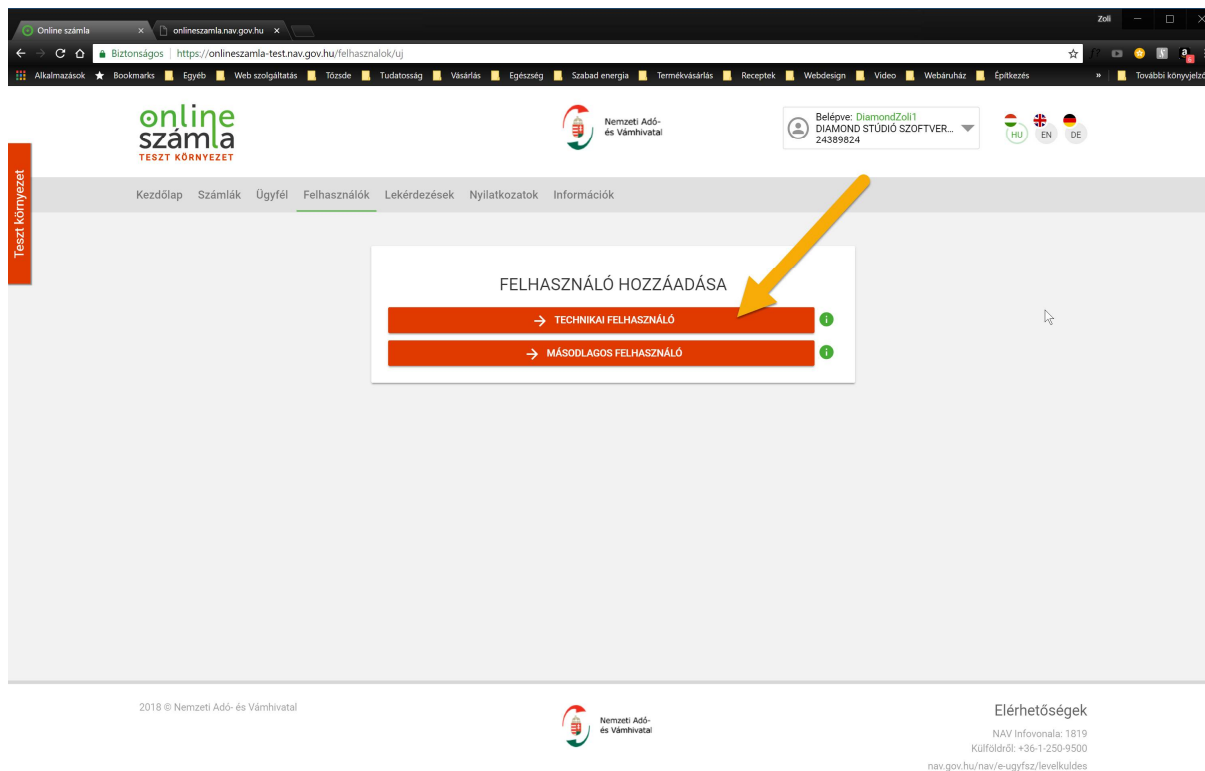 Zoli
Online számla
onlineszamla.nav.gov.hu
Biztonságos | https://onlineszamla-test.nav.gov.hu/felhasznalok/uj
Alkalmazások Bookmarks Egyéb Web szolgáltatás Tőzsde Tudatosság Vásárlás Egészség Szabad energia Termékvásárlás Receptek Webdesign Video Webáruház Építkezés » További könyvjelző
online
számla
TESZT KÖRNYEZET
Nemzeti Adó-
és Vámhivatal
Belépve: DiamondZoli1
DIAMOND STÚDIÓ SZOFTVER...
24389824
HU EN DE
Teszt környezet
Kezdőlap Számlák Ügyfél Felhasználók Lekérdezések Nyilatkozatok Információk
FELHASZNÁLÓ HOZZÁADÁSA
→ TECHNIKAI FELHASZNÁLÓ
→ MÁSODLAGOS FELHASZNÁLÓ
2018 © Nemzeti Adó- és Vámhivatal
Nemzeti Adó-
és Vámhivatal
Elérhetőségek
NAV Infovonala: 1819
Külföldről: +36-1-250-9500
nav.gov.hu/nav/e-ugyfsz/levelkuldes